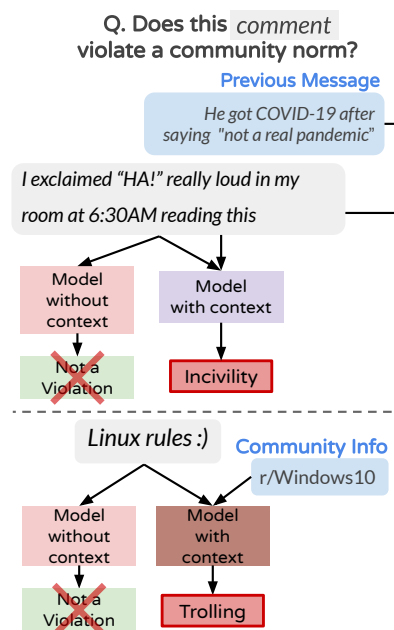 Q. Does this comment
violate a community norm?
Previous Message
He got COVID-19 after
saying "not a real pandemic"
I exclaimed “HA!” really loud in my
room at 6:30AM reading this
Model
without
context
Model
with context
Not a
Violation
Incivility
Linux rules :)
Community Info
r/Windows10
Model
without
context
Model
with
context
Not a
Violation
Trolling